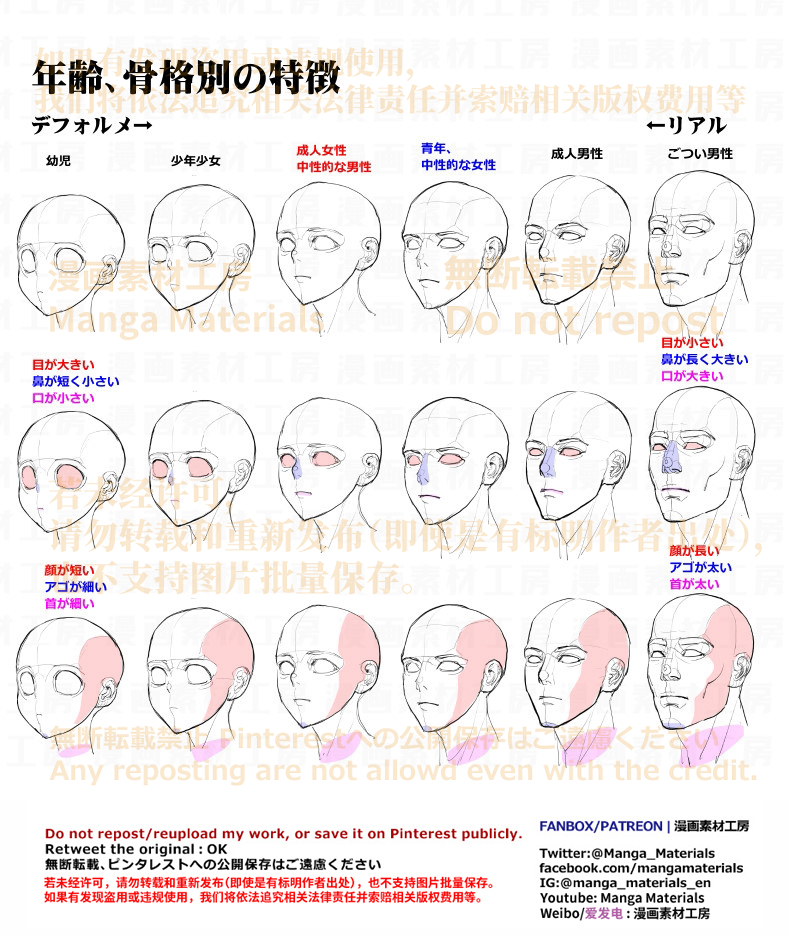 如果有发现盗用或违规使用，
年齢、骨格別の特徴
我们将依法追究相关法律责任并索赔相关版权费用等
デフォルメ→
←リアル
幼児
少年少女
成人女性
中性的な男性
青年、
中性的な女性
成人男性
ごつい男性
漫画素材工房
無断転載禁止
Manga Materials
Do not repost
目が大きい
鼻が短く小さい
口が小さい
目が小さい
鼻が長く大きい
口が大きい
若未经许可，
请勿转载和重新发布（即使是有标明作者出处），
也不支持图片批量保存。
顔が短い
アゴが細い
首が細い
顔が長い
アゴが太い
首が太い
無断転載禁止 Pinterestへの公開保存はご遠慮ください
Any reposting are not allowd even with the credit.
Do not repost/reupload my work, or save it on Pinterest publicly.
Retweet the original : OK
無断転載、ピンタレストへの公開保存はご遠慮ください
若未经许可，请勿转载和重新发布（即使是有标明作者出处），也不支持图片批量保存。
如果有发现盗用或违规使用，我们将依法追究相关法律责任并索赔相关版权费用等。
FANBOX/PATREON | 漫画素材工房
Twitter:@Manga_Materials
facebook.com/mangamaterials
IG:@manga_materials_en
Youtube: Manga Materials
Weibo/爱发电 : 漫画素材工房